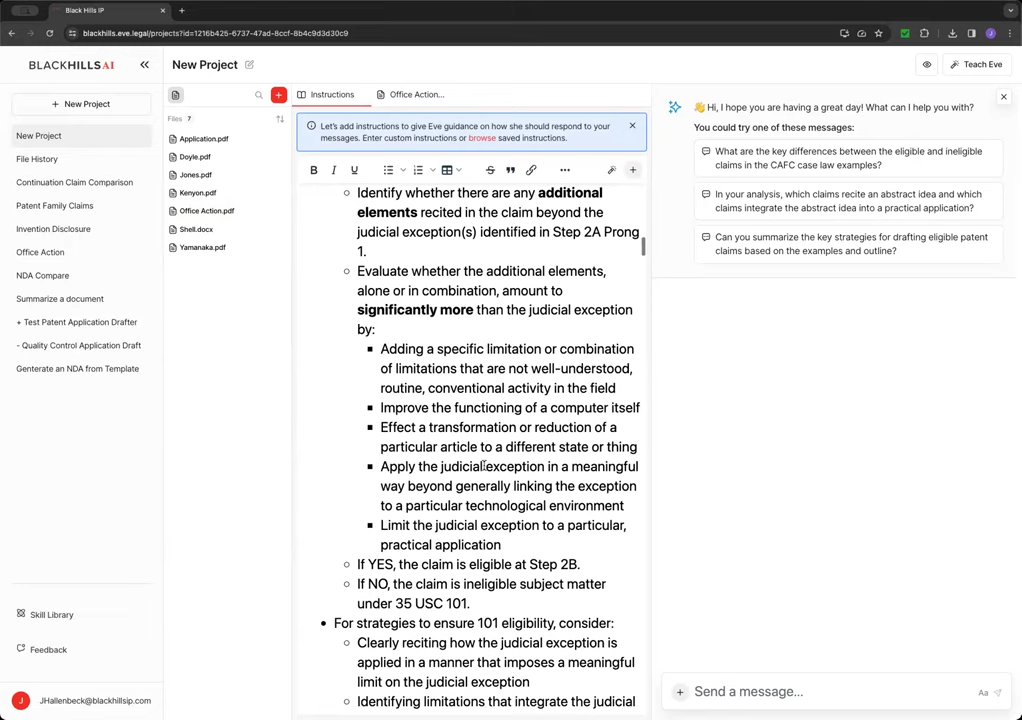 Black Hills IP
blackhills.eve.legal/projects?id=1216b425-6737-47ad-8ccf-8b4c9d3d30c9
BLACKHILLSAI
New Project
Teach Eve
+ New Project
New Project
File History
Continuation Claim Comparison
Patent Family Claims
Invention Disclosure
Office Action
NDA Compare
Summarize a document
+ Test Patent Application Drafter
- Quality Control Application Draft
Genterate an NDA from Template
Skill Library
Feedback
J
JHallenbeck@blackhillsip.com
Files 7
Application.pdf
Doyle.pdf
Jones.pdf
Kenyon.pdf
Office Action.pdf
Shell.docx
Yamanaka.pdf
Instructions
Office Action...
Let's add instructions to give Eve guidance on how she should respond to your
messages. Enter custom instructions or browse saved instructions.
B I U S
Identify whether there are any additional
elements recited in the claim beyond the
judicial exception(s) identified in Step 2A Prong
1.
Evaluate whether the additional elements,
alone or in combination, amount to
significantly more than the judicial exception
by:
Adding a specific limitation or combination
of limitations that are not well-understood,
routine, conventional activity in the field
Improve the functioning of a computer itself
Effect a transformation or reduction of a
particular article to a different state or thing
Apply the judicial exception in a meaningful
way beyond generally linking the exception
to a particular technological environment
Limit the judicial exception to a particular,
practical application
If YES, the claim is eligible at Step 2B.
If NO, the claim is ineligible subject matter
under 35 USC 101.
For strategies to ensure 101 eligibility, consider:
Clearly reciting how the judicial exception is
applied in a manner that imposes a meaningful
limit on the judicial exception
Identifying limitations that integrate the judicial
👋Hi, I hope you are having a great day! What can I help you with?
You could try one of these messages:
What are the key differences between the eligible and ineligible
claims in the CAFC case law examples?
In your analysis, which claims recite an abstract idea and which
claims integrate the abstract idea into a practical application?
Can you summarize the key strategies for drafting eligible patent
claims based on the examples and outline?
Send a message...
Aa